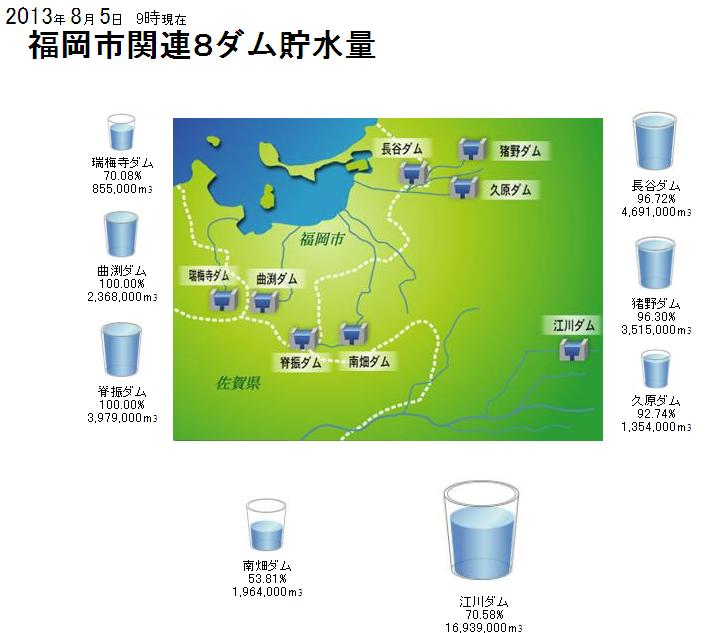 2013年 8月 5日 9時現在
福岡市関連8ダム貯水量
瑞梅寺ダム
70.08%
855,000m3
曲渕ダム
100.00%
2,368,000m3
脊振ダム
100.00%
3,979,000m3
長谷ダム
猪野ダム
久原ダム
福岡市
瑞梅寺ダム
曲渕ダム
江川ダム
脊振ダム
南畑ダム
佐賀県
長谷ダム
96.72%
4,691,000m3
猪野ダム
96.30%
3,515,000m3
久原ダム
92.74%
1,354,000m3
南畑ダム
53.81%
1,964,000m3
江川ダム
70.58%
16,939,000m3